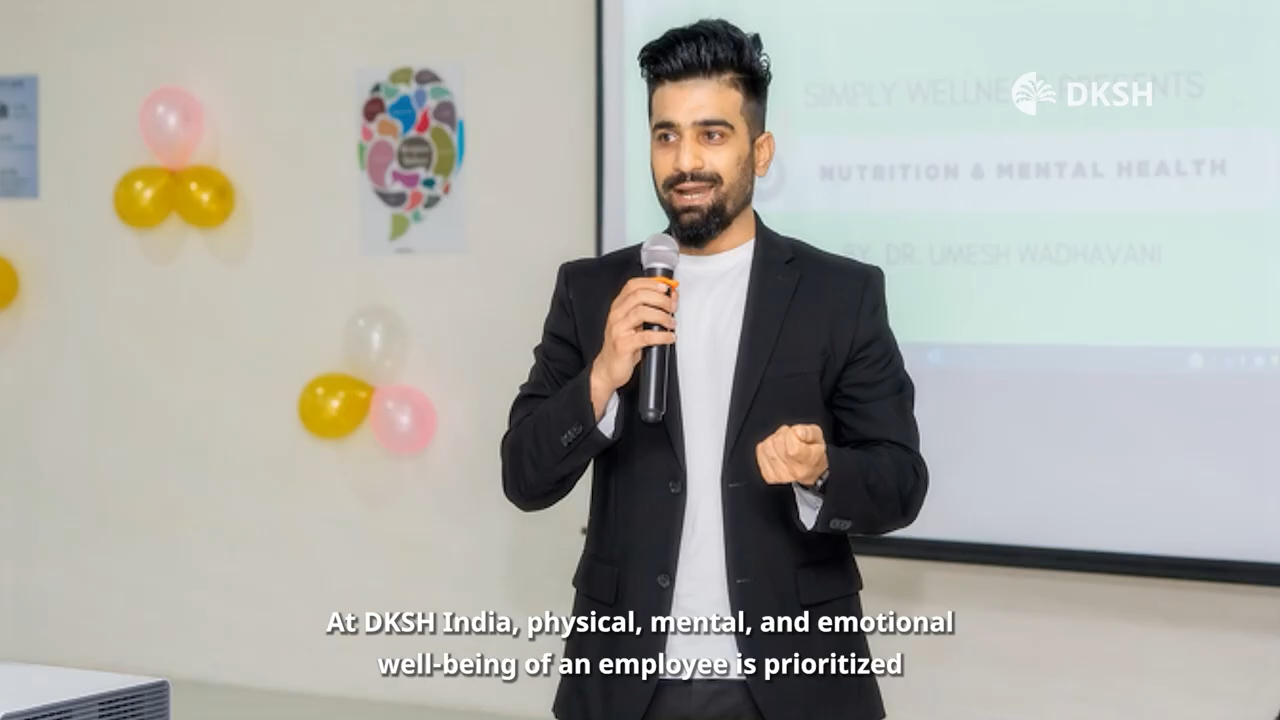 SIMPLY WELLNE
DKSH
NUTRITION & MENTAL HEALTH
BY DR. UMESH WADHAVANI
At DKSH India, physical, mental, and emotional
well-being of an employee is prioritized